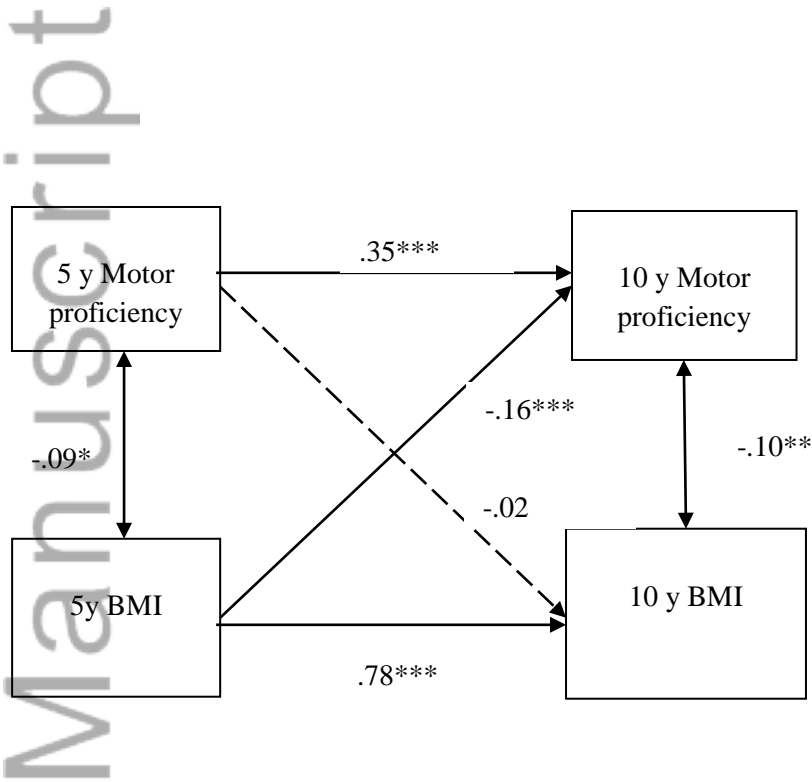 Manuscript
.35***
5 y Motor
proficiency
10 y Motor
proficiency
-.16***
-.09*
-.10**
-.02
5y BMI
10 y BMI
.78***